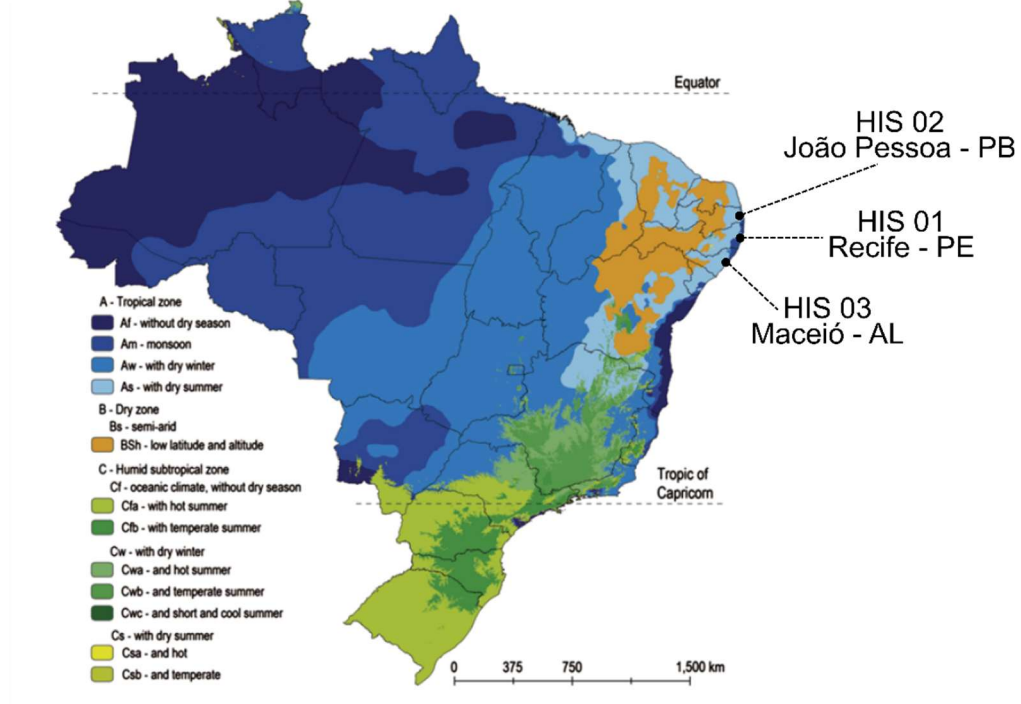 Equator
HIS 02
João Pessoa - PB
HIS 01
Recife - PE
HIS 03
Maceió - AL
A - Tropical zone
Af - without dry season
Am - monsoon
Aw - with dry winter
As - with dry summer
B - Dry zone
Bs - semi-arid
BSh - low latitude and altitude
C - Humid subtropical zone
Cf - oceanic climate, without dry season
Cfa - with hot summer
Cfb - with temperate summer
Cw - with dry winter
Cwa - and hot summer
Cwb - and temperate summer
Cwc - and short and cool summer
Cs - with dry summer
Csa - and hot
Csb - and temperate
Tropic of
Capricorn
0 375 750 1,500 km